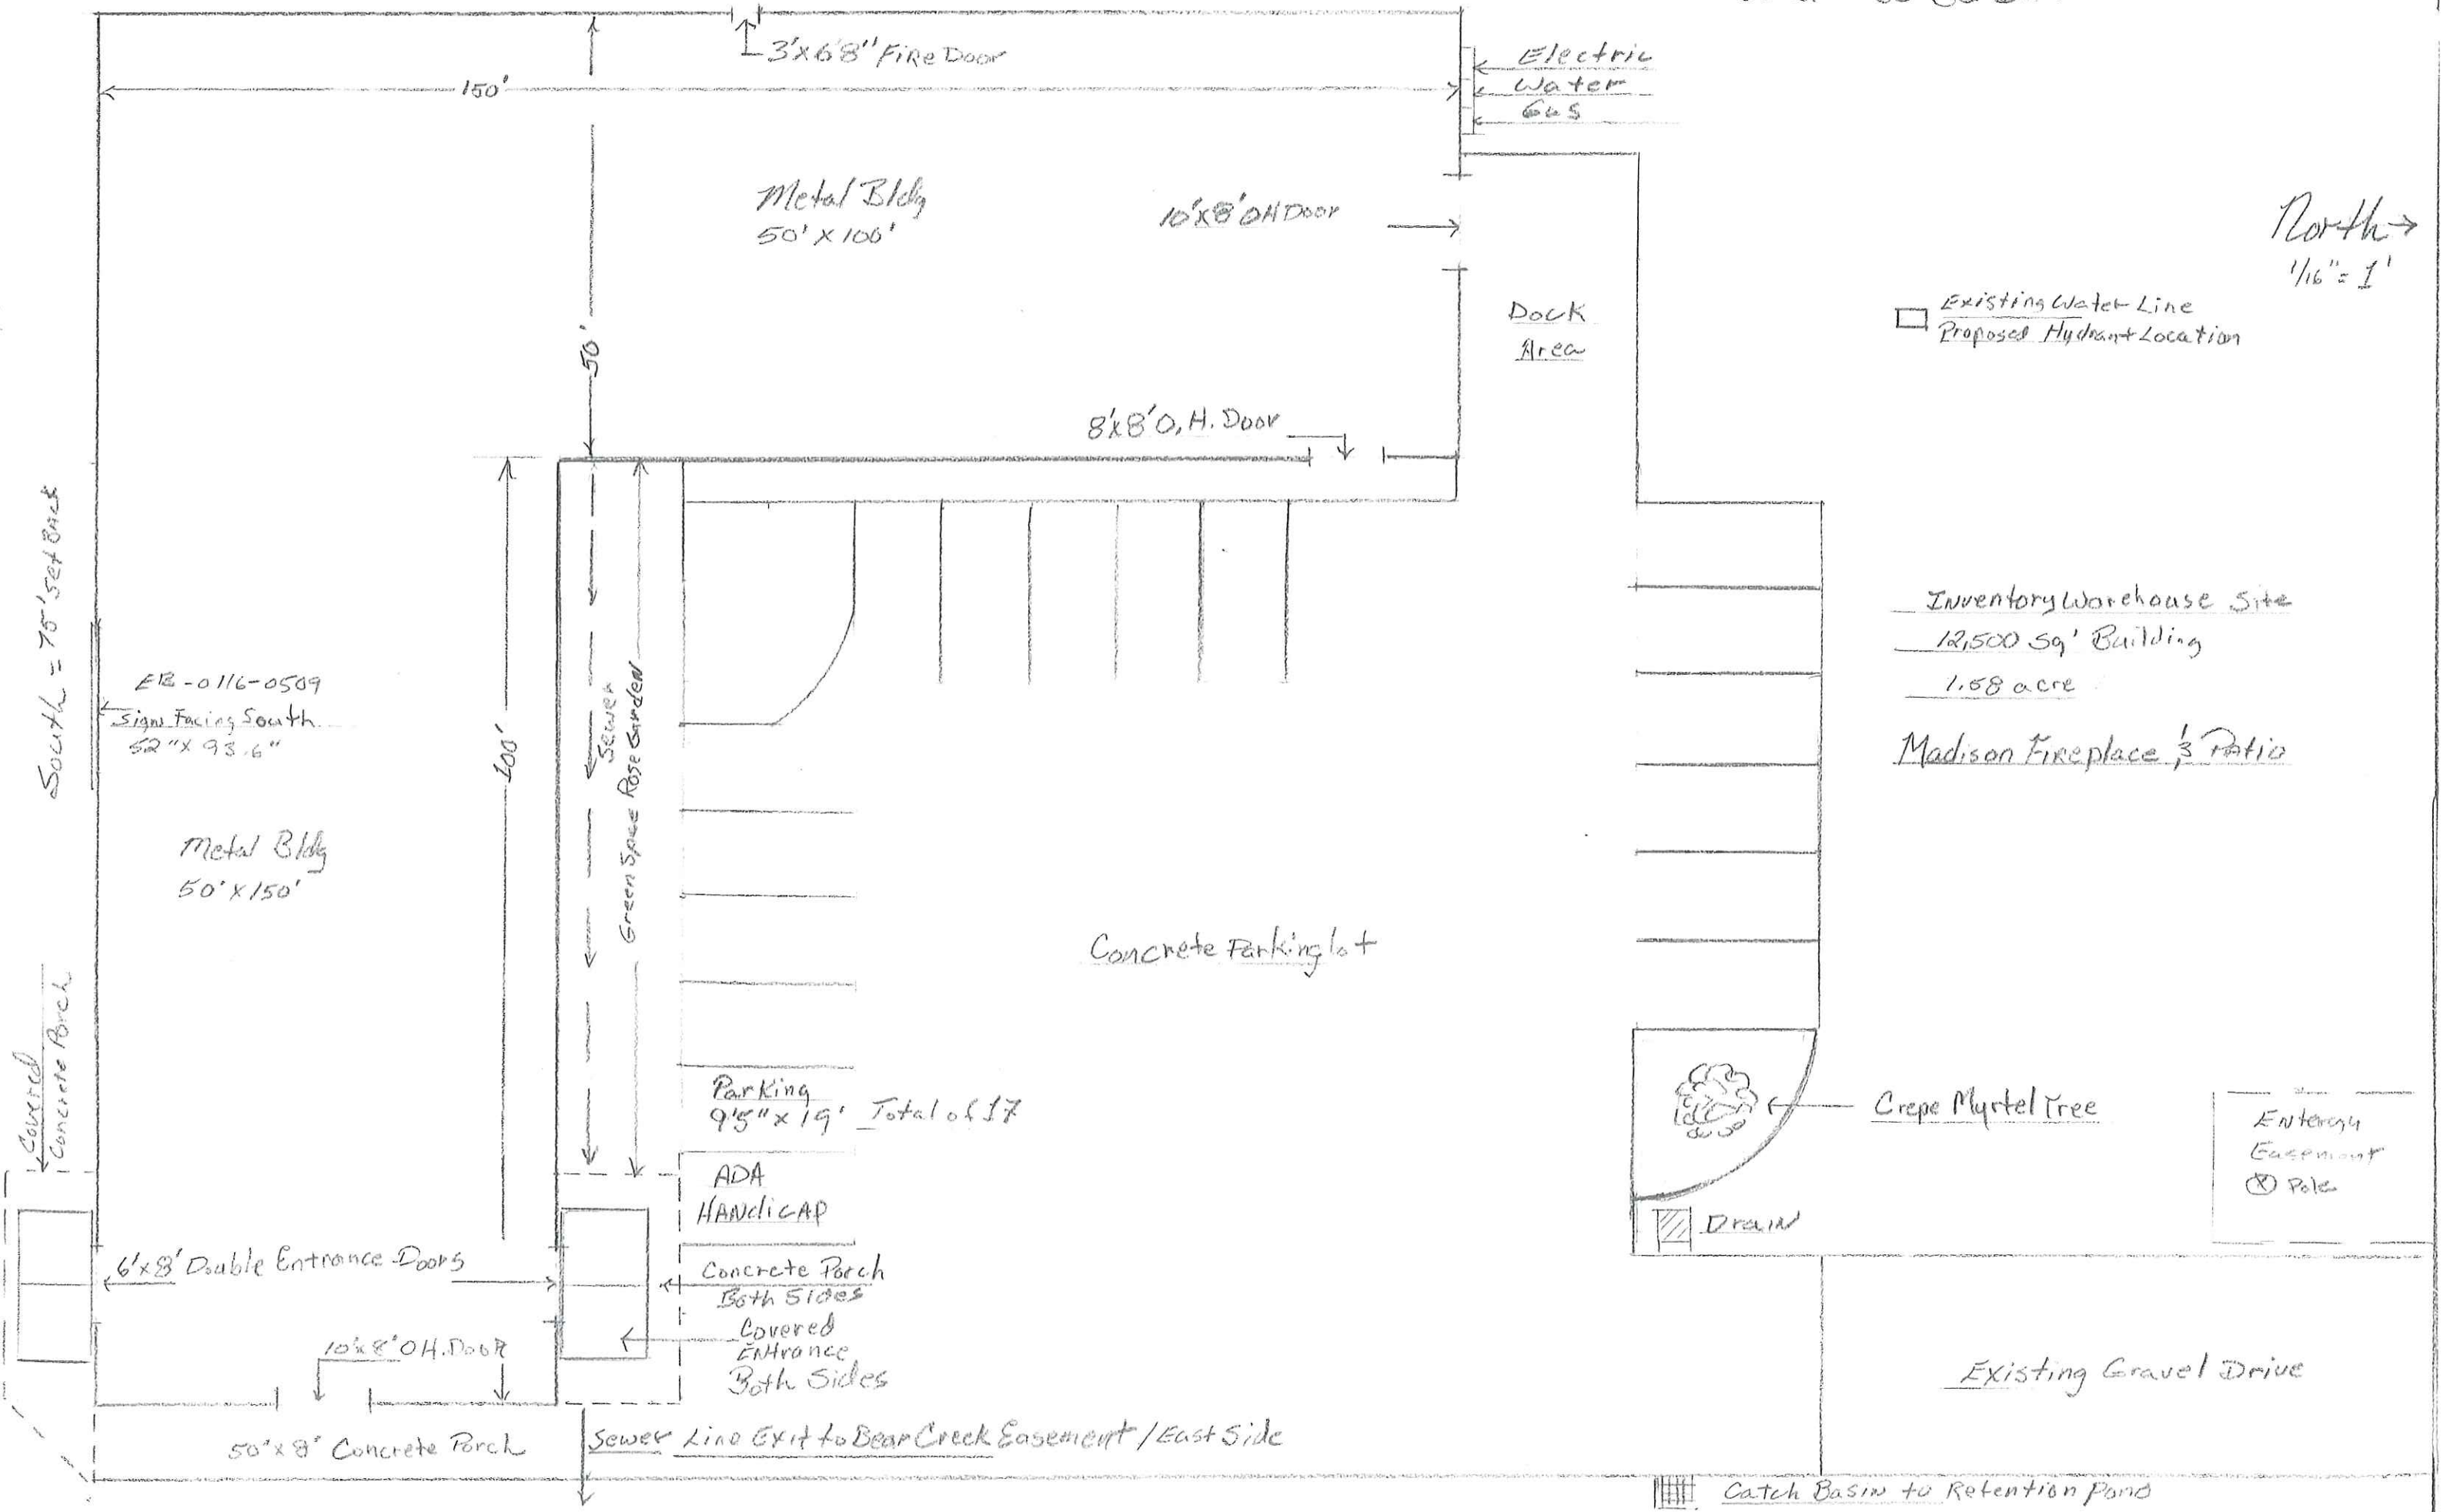 3'x6'8" Fire Door
150'
Electric
Water
Gas
Metal Bldg
50' x 100'
10'x8' OH Door
North→
1/16" = 1'
50'
Dock
Area
Existing Water Line
Proposed Hydrant Location
8'x8' O.H. Door
South = 75' Set Back
Inventory Warehouse Site
12,500 Sq' Building
1.58 acre
Madison Fireplace & Patio
EB-0116-0509
Sign Facing South
52" x 93.6"
100'
Sewer
Green Space Rose Garden
Metal Bldg
50' x 150'
Concrete Parking lot
Covered
Concrete Porch
Parking
9'5" x 19' Total of 17
Crepe Myrtel Tree
Entergy
Easement
Pole
ADA
HANDICAP
Drain
6'x8' Double Entrance Doors
Concrete Porch
Both Sides
Covered
Entrance
Both Sides
10'x8' OH. Door
Existing Gravel Drive
50'x8' Concrete Porch
Sewer Line Exit to Bear Creek Easement / East Side
Catch Basin to Retention Pond